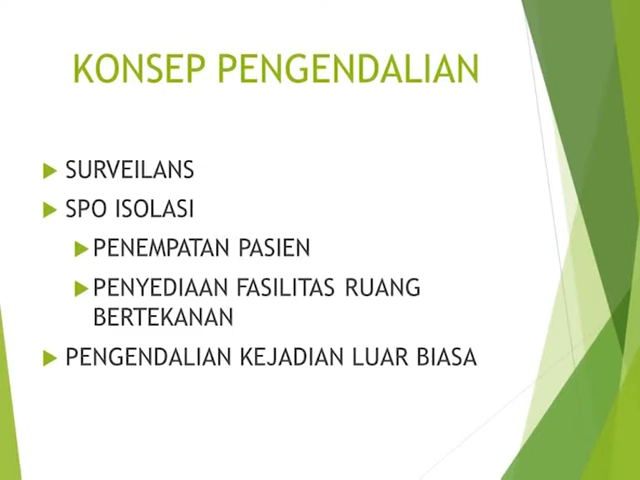 KONSEP PENGENDALIAN
SURVEILANS
SPO ISOLASI
PENEMPATAN PASIEN
PENYEDIAAN FASILITAS RUANG
BERTEKANAN
PENGENDALIAN KEJADIAN LUAR BIASA